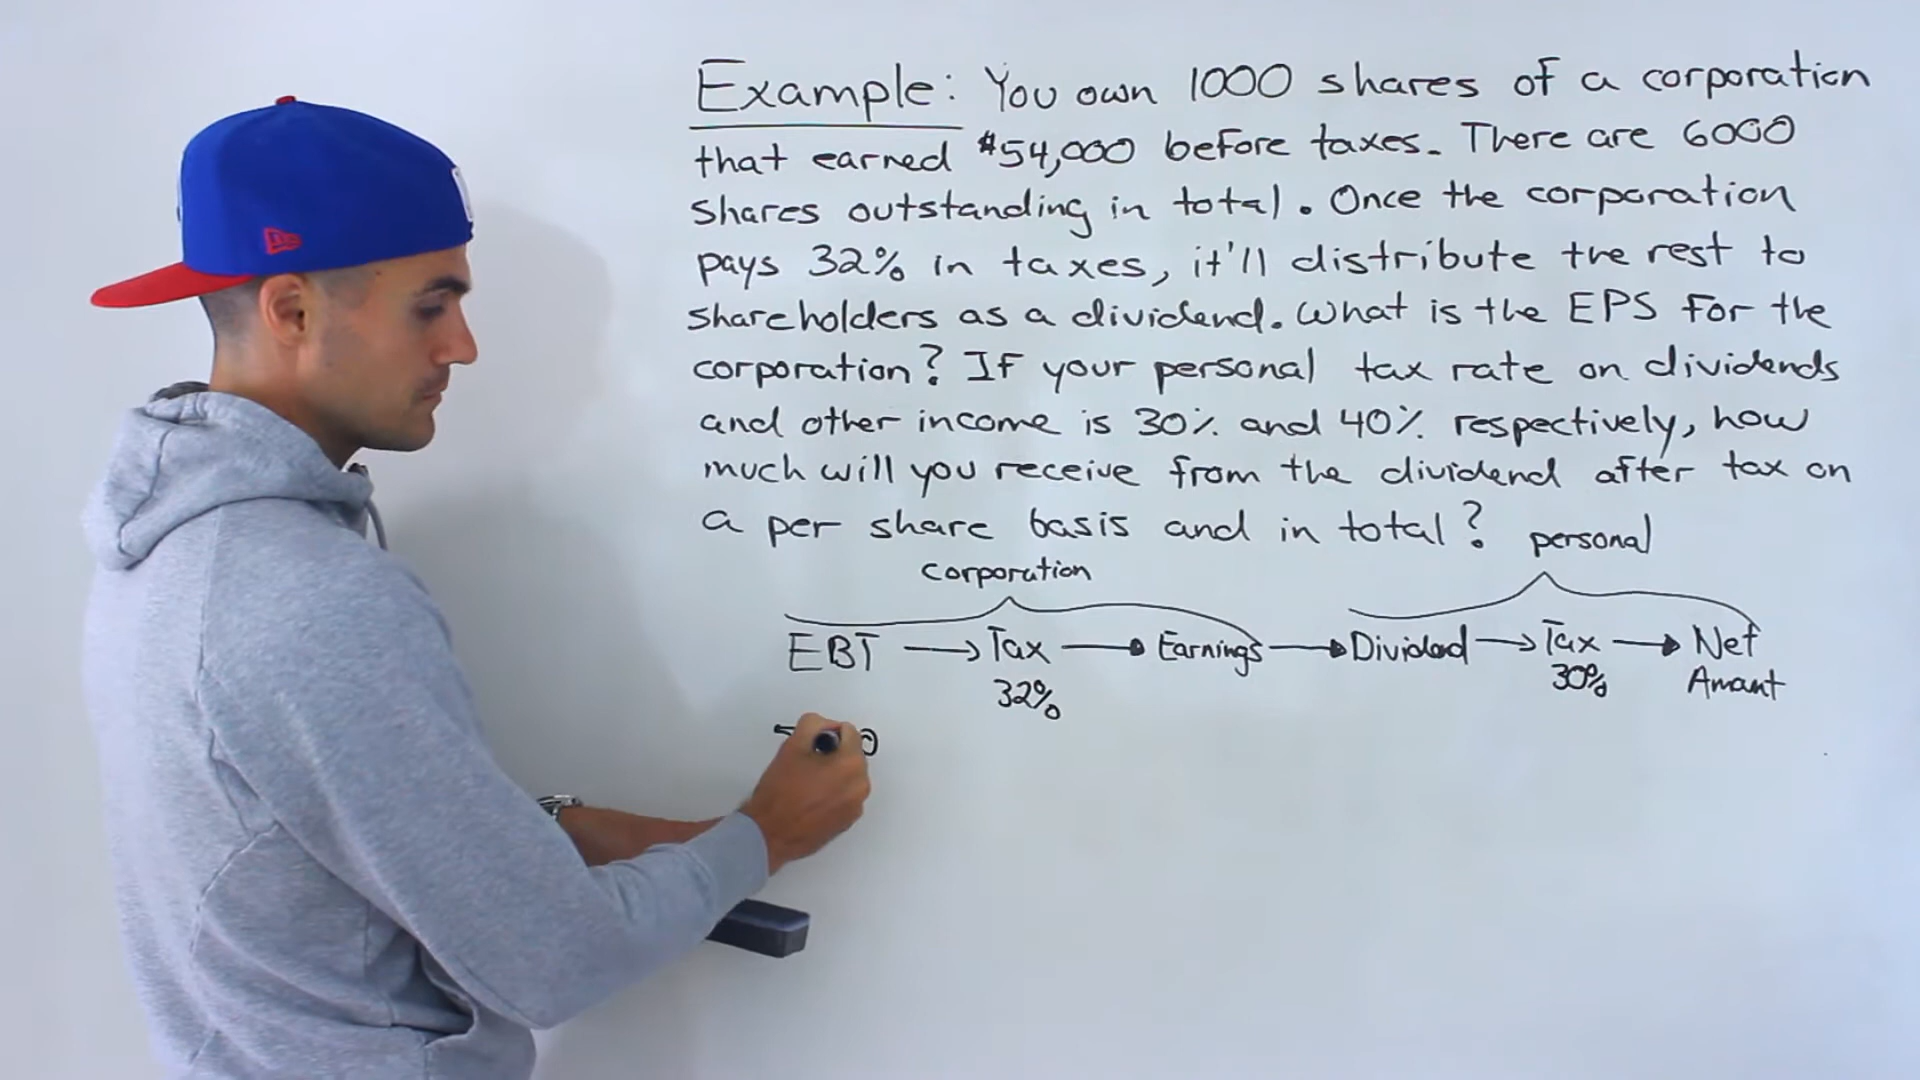 Example: You own 1000 shares of a corporation
that earned $54,000 before taxes. There are 6000
shares outstanding in total. Once the corporation
pays 32% in taxes, it'll distribute the rest to
shareholders as a dividend. What is the EPS for the
corporation? If your personal tax rate on dividends
and other income is 30% and 40% respectively, how
much will you receive from the dividend after tax on
a per share basis and in total?
personal
corporation
EBT → Tax → Earnings → Dividend → Tax → Net
32% 30% Amount